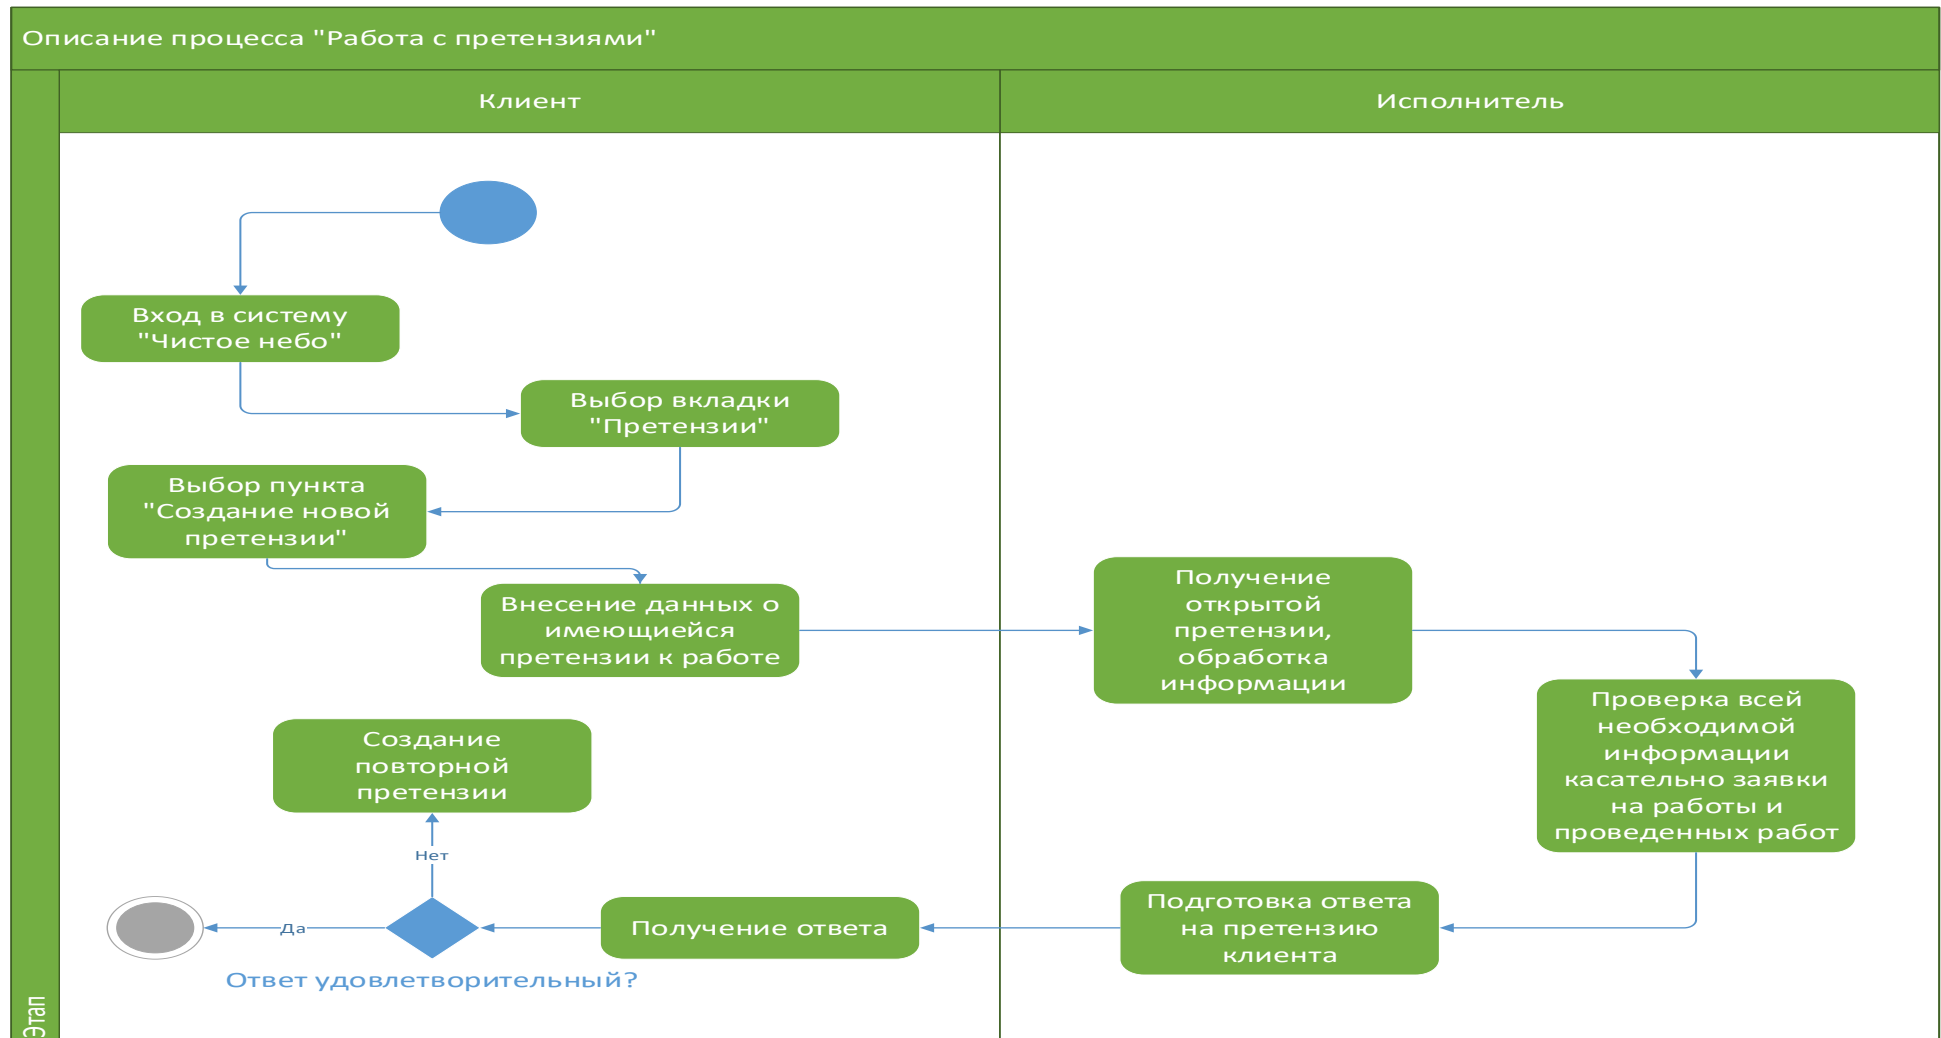 Описание процесса "Работа с претензиями"
Клиент
Исполнитель
Вход в систему
"Чистое небо"
Выбор вкладки
"Претензии"
Выбор пункта
"Создание новой
претензии"
Внесение данных о
имеющиейся
претензии к работе
Получение
открытой
претензии,
обработка
информации
Проверка всей
необходимой
информации
касательно заявки
на работы и
проведенных работ
Создание
повторной
претензии
Нет
Да
Получение ответа
Подготовка ответа
на претензию
клиента
Ответ удовлетворительный?
Этап